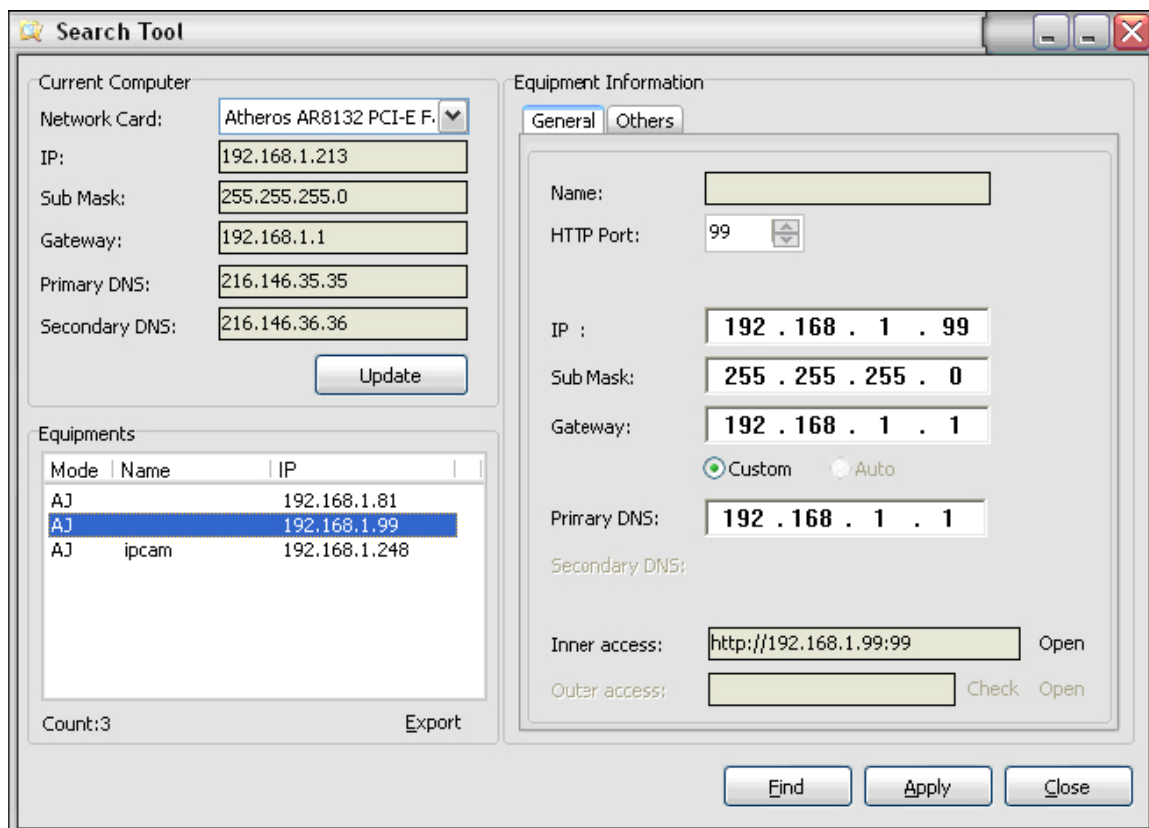 Search Tool
Current Computer
Network Card: Atheros AR8132 PCI-E F.
IP: 192.168.1.213
Sub Mask: 255.255.255.0
Gateway: 192.168.1.1
Primary DNS: 216.146.35.35
Secondary DNS: 216.146.36.36
Update
Equipments
Mode Name IP
AJ 192.168.1.81
AJ 192.168.1.99
AJ ipcam 192.168.1.248
Count:3 Export
Equipment Information
General Others
Name:
HTTP Port: 99
IP : 192 . 168 . 1 . 99
Sub Mask: 255 . 255 . 255 . 0
Gateway: 192 . 168 . 1 . 1
Custom Auto
Primary DNS: 192 . 168 . 1 . 1
Secondary DNS:
Inner access: http://192.168.1.99:99 Open
Outer access: Check Open
Find Apply Close